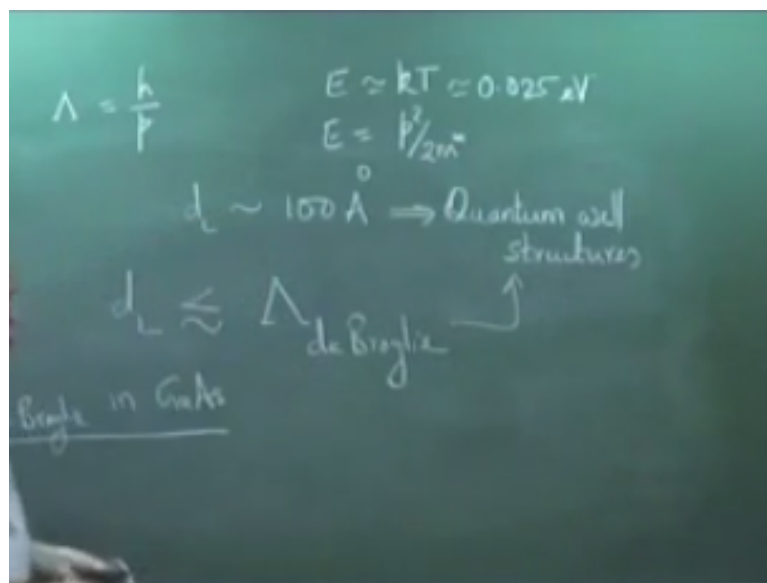 Λ = h/p
E ≃ kT ≃ 0.025 eV
E = p²/2m*
d_L ~ 100 Å ⇒ Quantum well
structures
d_L ≲ Λ_de Broglie
Broglie in GaAs